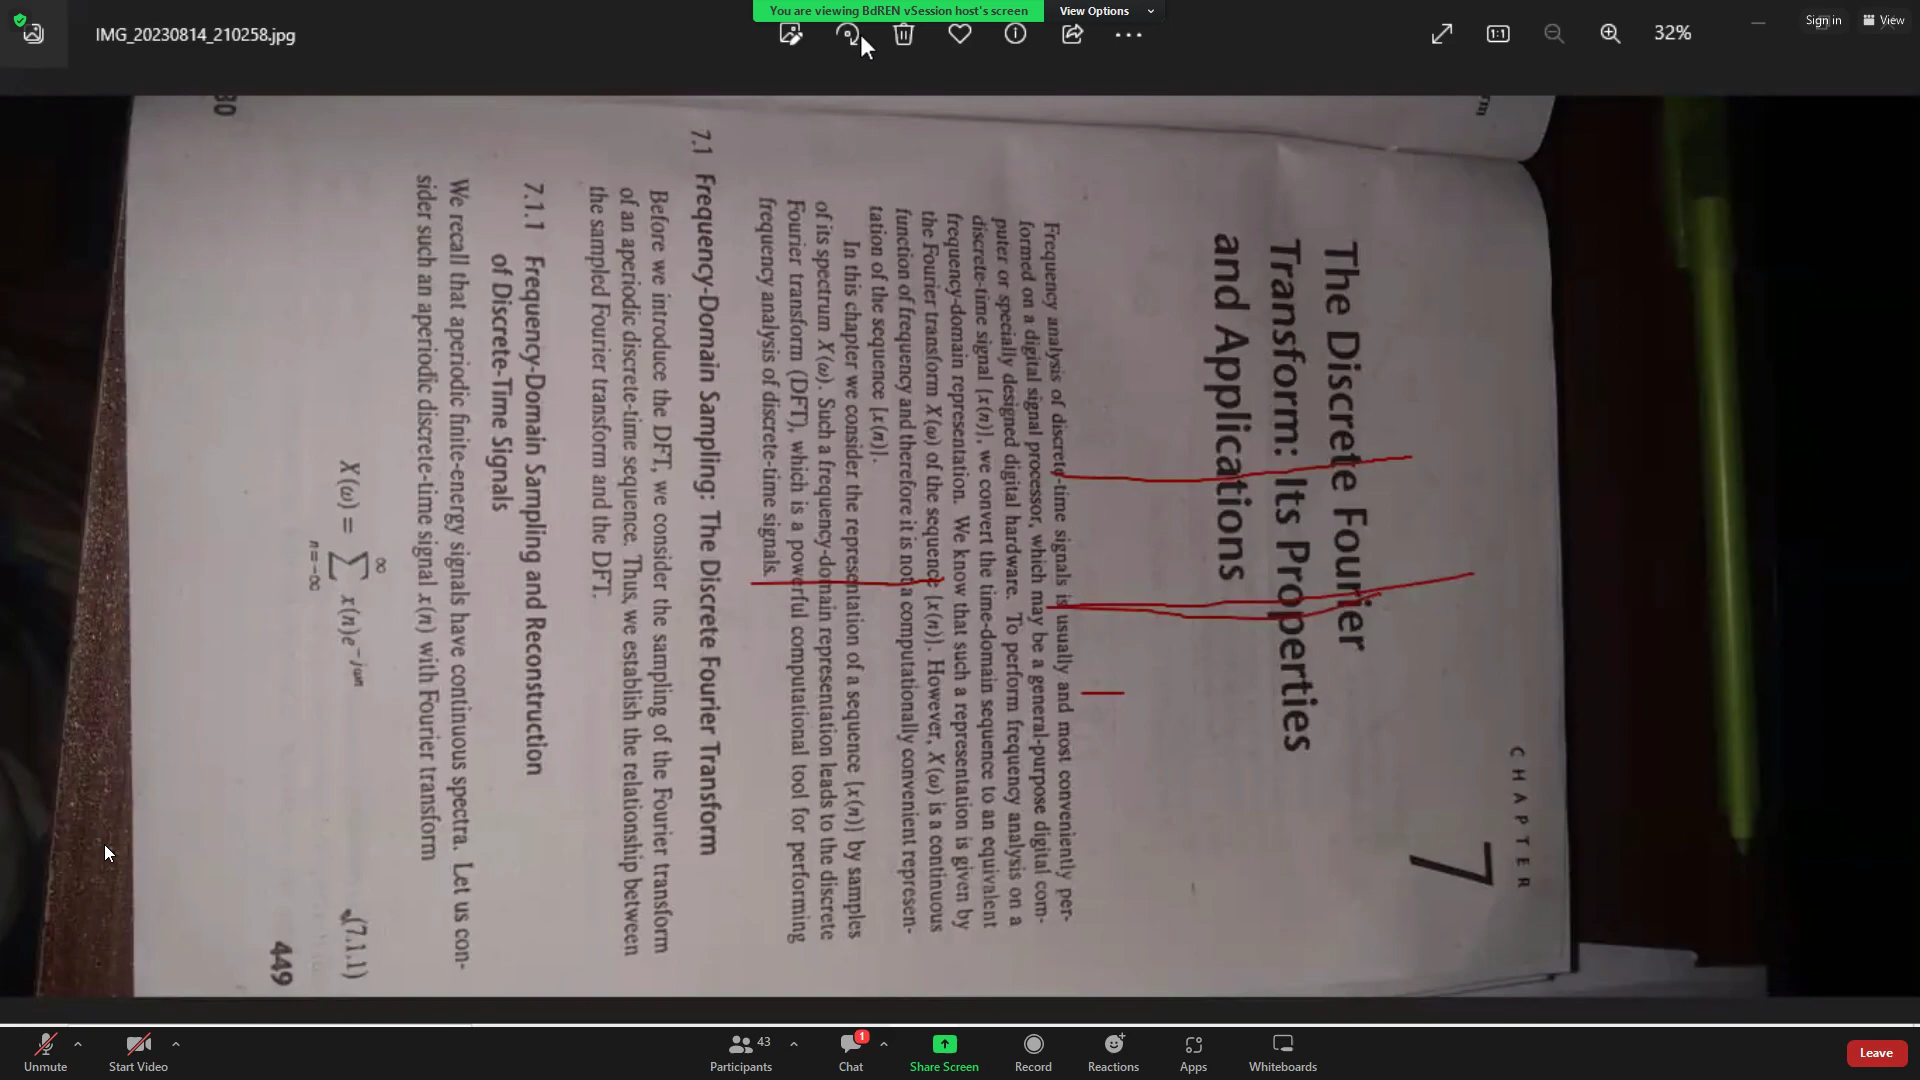 You are viewing BdREN vSession host's screen
View Options
IMG_20230814_210258.jpg
1:1
32%
Sign in
View
rm
30
CHAPTER
7
The Discrete Fourier
Transform: Its Properties
and Applications
Frequency analysis of discrete-time signals is usually and most conveniently per-
formed on a digital signal processor, which may be a general-purpose digital com-
puter or specially designed digital hardware. To perform frequency analysis on a
discrete-time signal {x(n)}, we convert the time-domain sequence to an equivalent
frequency-domain representation. We know that such a representation is given by
the Fourier transform X(ω) of the sequence {x(n)}. However, X(ω) is a continuous
function of frequency and therefore it is not a computationally convenient represen-
tation of the sequence {x(n)}.
In this chapter we consider the representation of a sequence {x(n)} by samples
of its spectrum X(ω). Such a frequency-domain representation leads to the discrete
Fourier transform (DFT), which is a powerful computational tool for performing
frequency analysis of discrete-time signals.
7.1 Frequency-Domain Sampling: The Discrete Fourier Transform
Before we introduce the DFT, we consider the sampling of the Fourier transform
of an aperiodic discrete-time sequence. Thus, we establish the relationship between
the sampled Fourier transform and the DFT.
7.1.1 Frequency-Domain Sampling and Reconstruction
of Discrete-Time Signals
We recall that aperiodic finite-energy signals have continuous spectra. Let us con-
sider such an aperiodic discrete-time signal x(n) with Fourier transform
X(ω) = ∑_{n=−∞}^{∞} x(n)e^{−jωn} (7.1.1)
449
Unmute
Start Video
43
Participants
1
Chat
Share Screen
Record
Reactions
Apps
Whiteboards
Leave